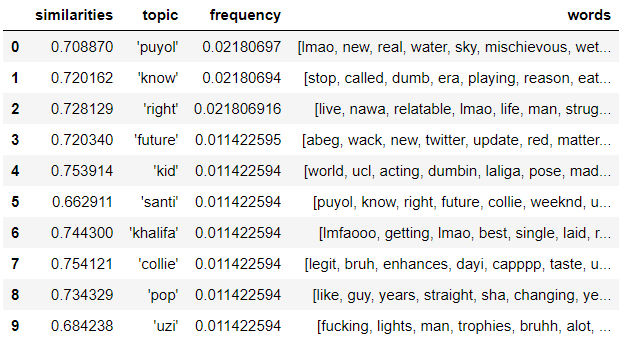 similarities topic frequency words
0 0.708870 'puyol' 0.02180697 [lmao, new, real, water, sky, mischievous, wet...
1 0.720162 'know' 0.02180694 [stop, called, dumb, era, playing, reason, eat...
2 0.728129 'right' 0.021806916 [live, nawa, relatable, lmao, life, man, strug...
3 0.720340 'future' 0.011422595 [abeg, wack, new, twitter, update, red, matter...
4 0.753914 'kid' 0.011422594 [world, ucl, acting, dumbin, laliga, pose, mad...
5 0.662911 'santi' 0.011422594 [puyol, know, right, future, collie, weeknd, u...
6 0.744300 'khalifa' 0.011422594 [lmfaooo, getting, lmao, best, single, laid, r...
7 0.754121 'collie' 0.011422594 [legit, bruh, enhances, dayi, capppp, taste, u...
8 0.734329 'pop' 0.011422594 [like, guy, years, straight, sha, changing, ye...
9 0.684238 'uzi' 0.011422594 [fucking, lights, man, trophies, bruhh, alot, ...